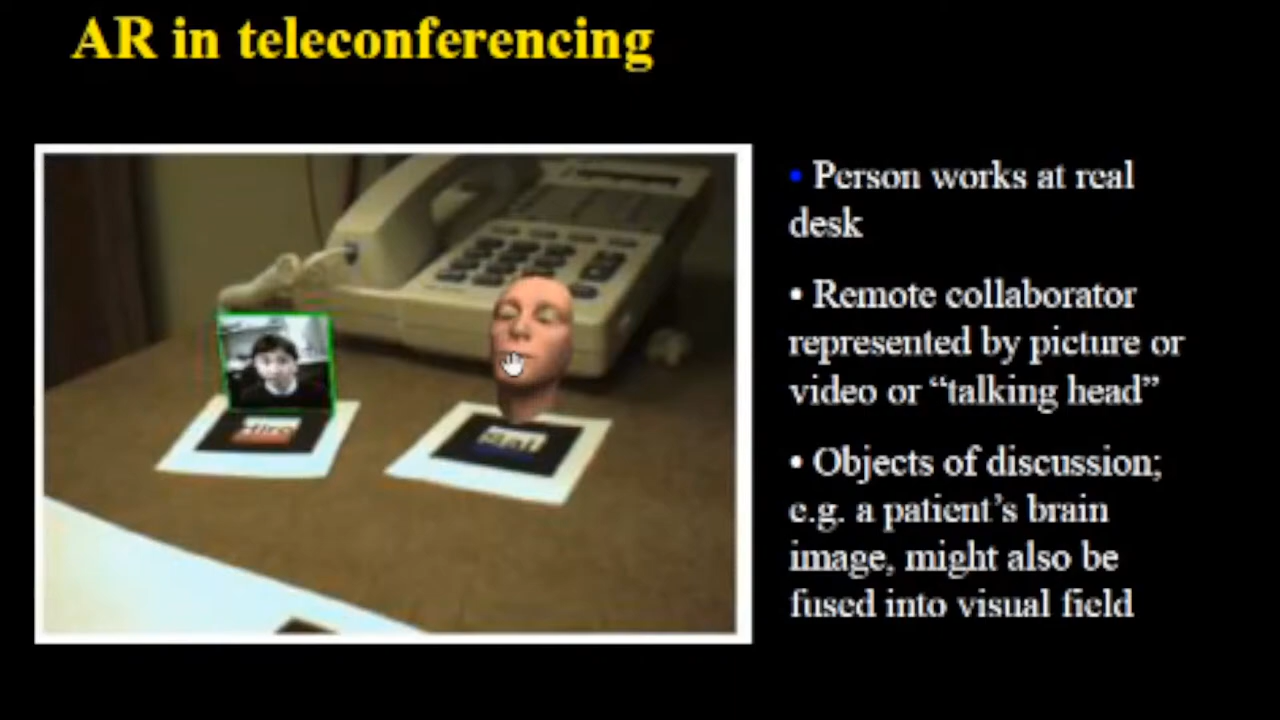 AR in teleconferencing
• Person works at real
desk
• Remote collaborator
represented by picture or
video or “talking head”
• Objects of discussion;
e.g. a patient’s brain
image, might also be
fused into visual field
Hiro